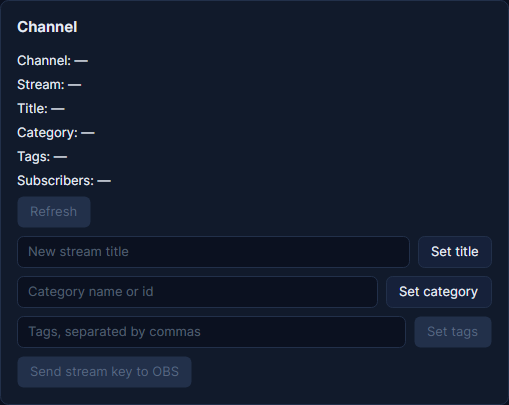 Channel
Channel: —
Stream: —
Title: —
Category: —
Tags: —
Subscribers: —
Refresh
New stream title Set title
Category name or id Set category
Tags, separated by commas Set tags
Send stream key to OBS